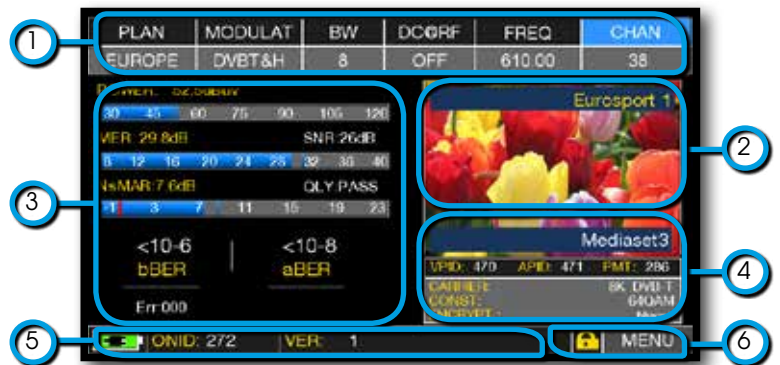 1
PLAN MODULAT BW DC@RF FREQ CHAN
EUROPE DVBT&H 8 OFF 610.00 38
2
3
POWER:
30 45 60 75 90 105 120
MER: 29.8dB SNR:26dB
8 12 16 20 24 28 32 36 40
NsMAR:7.6dB QLY:PASS
-1 3 7 11 15 19 23
<10-6 <10-8
bBER aBER
Err:000
Eurosport 1
4
Mediaset3
VPID: 470 APID: 471 PMT: 286
CARRIER: 8K DVB-T
CONST: 64QAM
ENCRYPT.:
5
ONID: 272 VER: 1
6
MENU